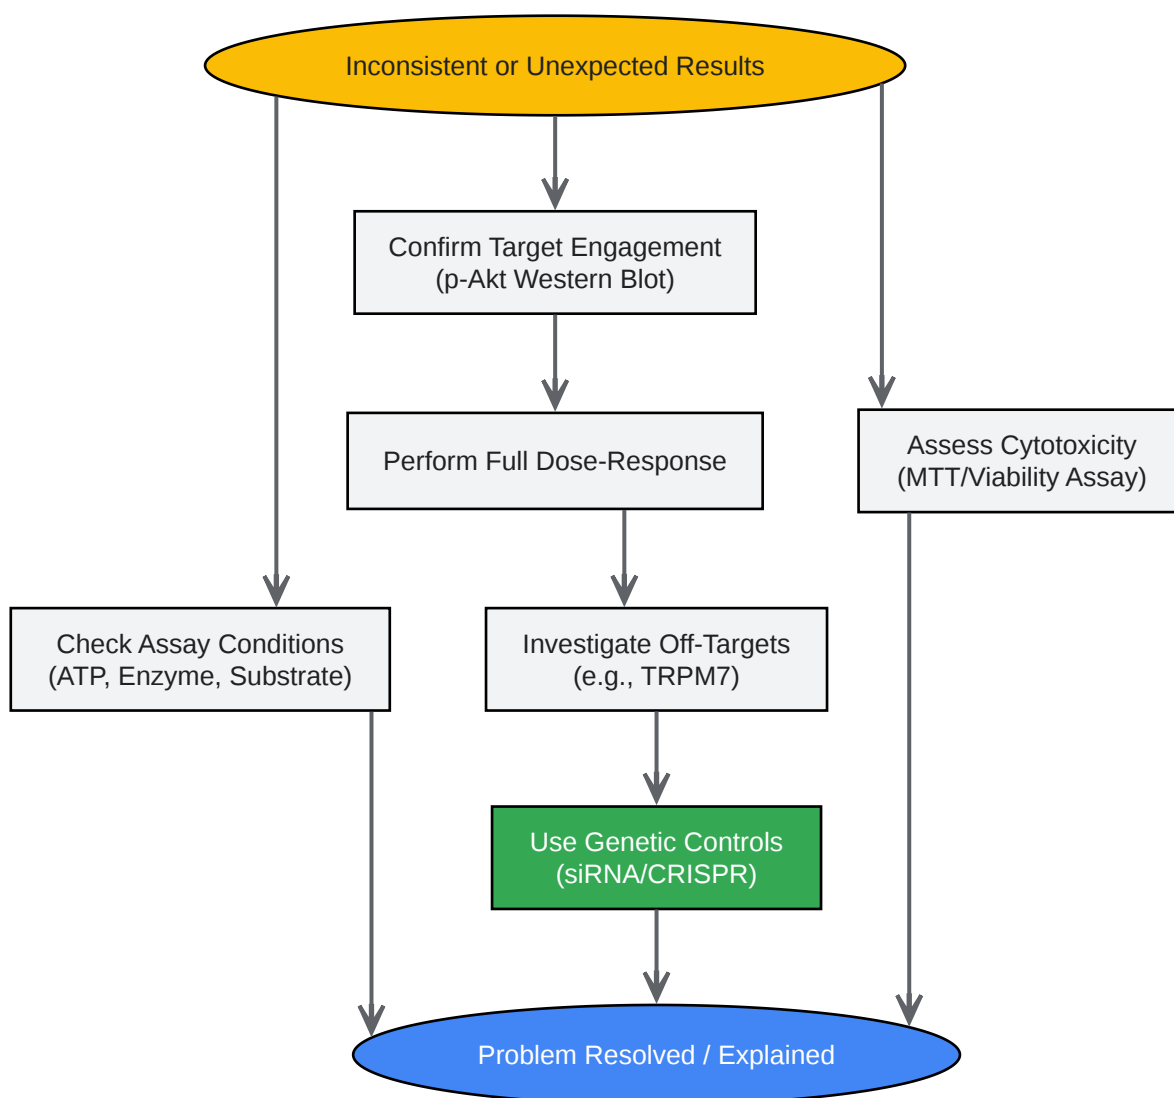 Inconsistent or Unexpected Results
Confirm Target Engagement
(p-Akt Western Blot)
Perform Full Dose-Response
Assess Cytotoxicity
(MTT/Viability Assay)
Check Assay Conditions
(ATP, Enzyme, Substrate)
Investigate Off-Targets
(e.g., TRPM7)
Use Genetic Controls
(siRNA/CRISPR)
Problem Resolved / Explained